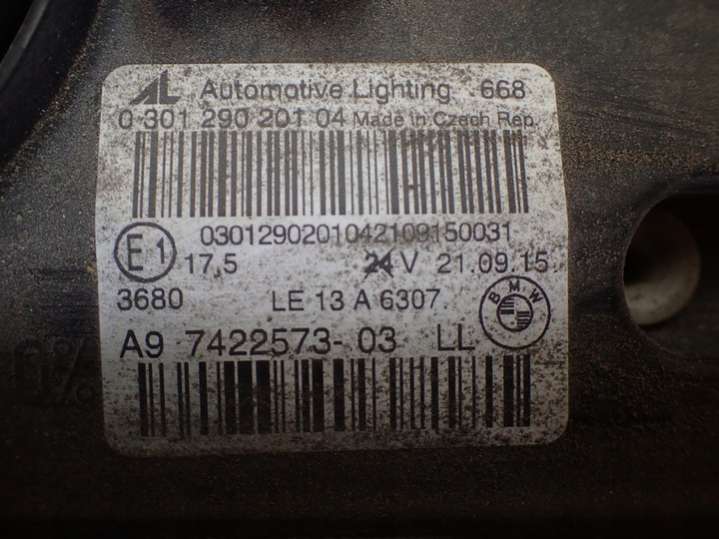 AL Automotive Lighting 668
0 301 290 201 04 Made in Czech Rep.
0301290201042109150031
E1 17,5 24 V 21.09.15
3680 LE 13 A 6307 BMW
A9 7422573-03 LL